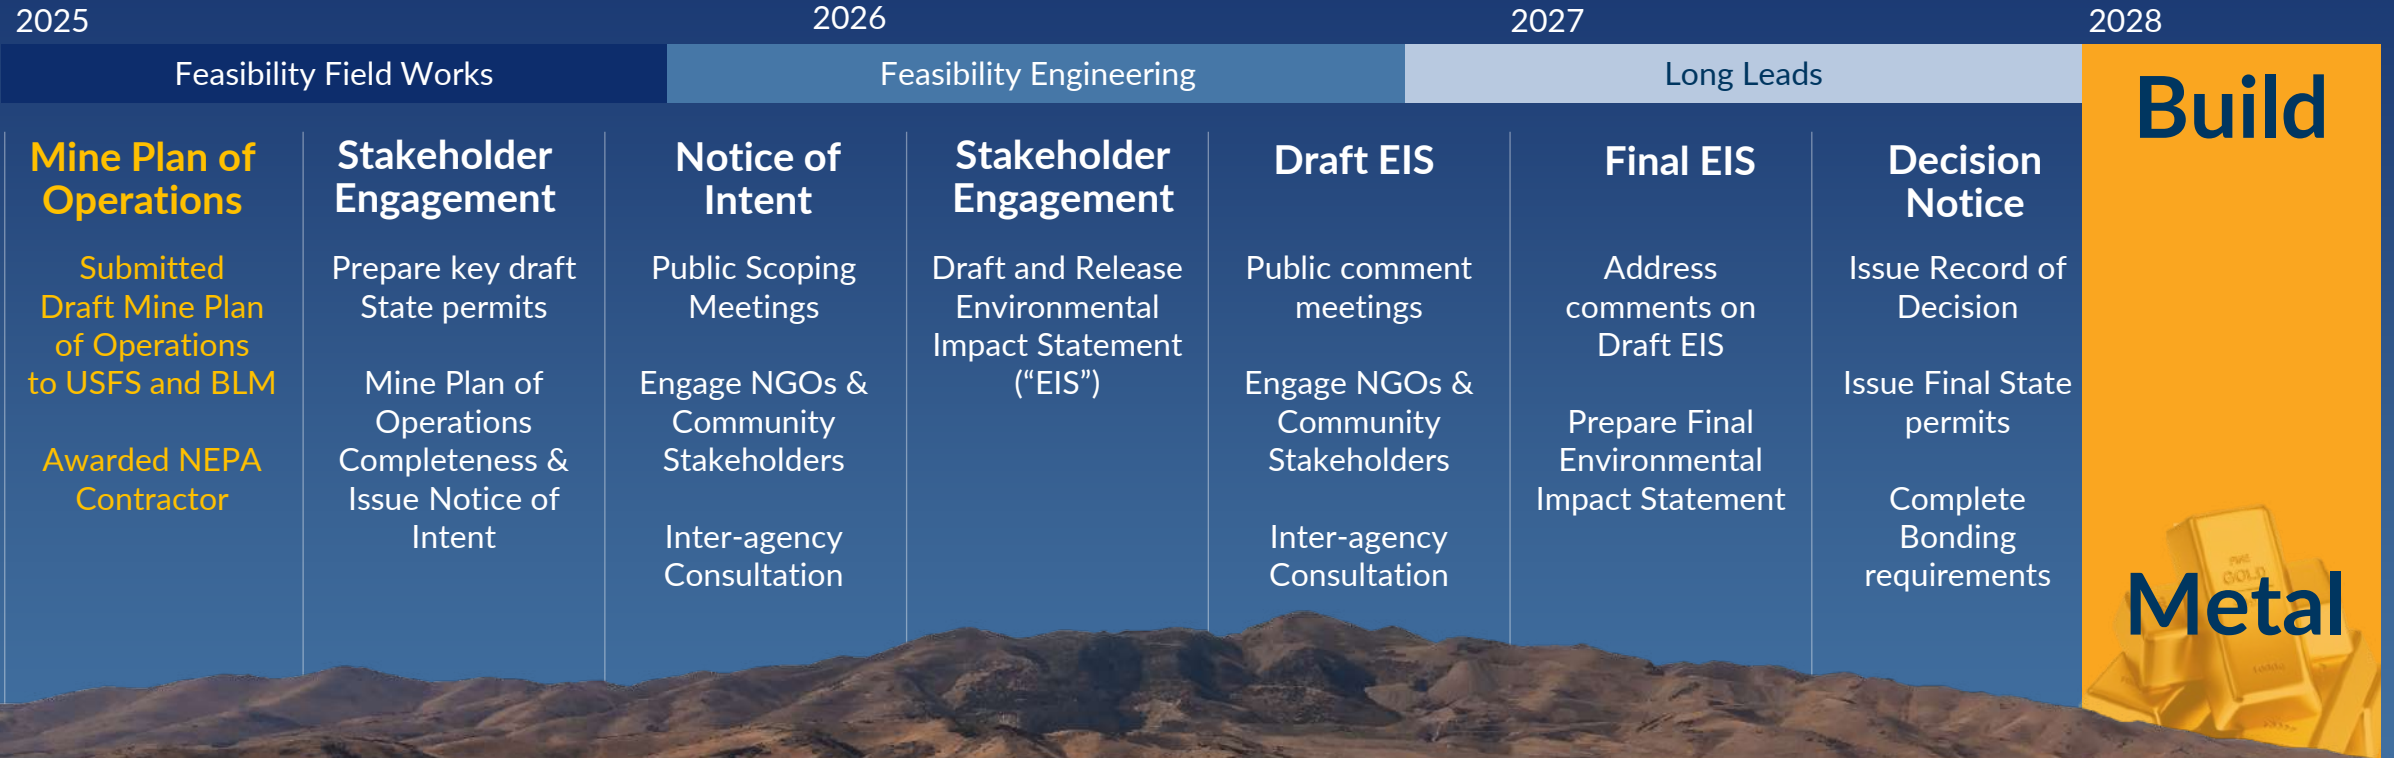 2025
2026
2027
2028
Feasibility Field Works
Feasibility Engineering
Long Leads
Build
Mine Plan of
Operations
Submitted
Draft Mine Plan
of Operations
to USFS and BLM
Awarded NEPA
Contractor
Stakeholder
Engagement
Prepare key draft
State permits
Mine Plan of
Operations
Completeness &
Issue Notice of
Intent
Notice of
Intent
Public Scoping
Meetings
Engage NGOs &
Community
Stakeholders
Inter-agency
Consultation
Stakeholder
Engagement
Draft and Release
Environmental
Impact Statement
(“EIS”)
Draft EIS
Public comment
meetings
Engage NGOs &
Community
Stakeholders
Inter-agency
Consultation
Final EIS
Address
comments on
Draft EIS
Prepare Final
Environmental
Impact Statement
Decision
Notice
Issue Record of
Decision
Issue Final State
permits
Complete
Bonding
requirements
GOLD
Metal